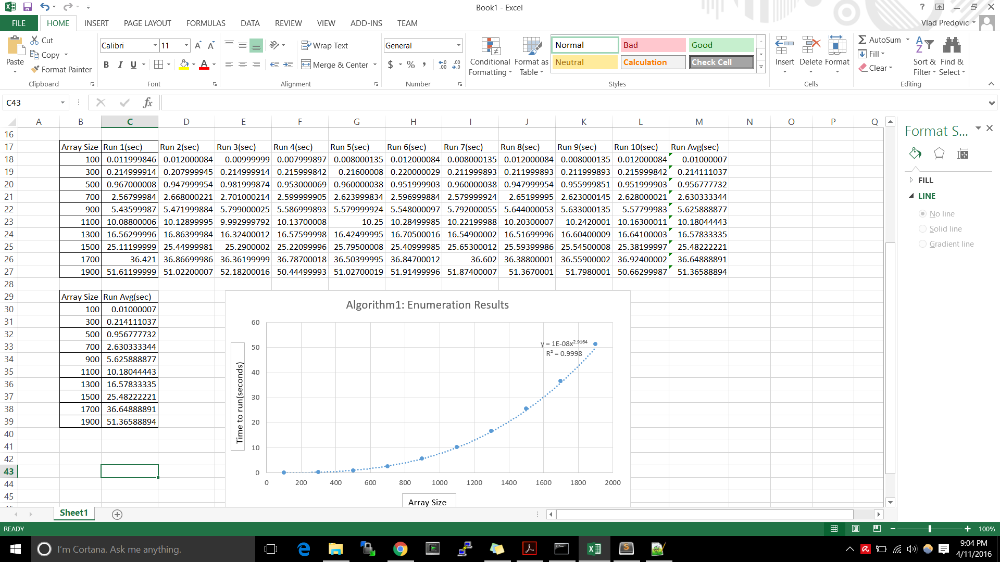 Book1 - Excel
?
FILE HOME INSERT PAGE LAYOUT FORMULAS DATA REVIEW VIEW ADD-INS TEAM
Vlad Predovic
Paste
Cut
Copy
Format Painter
Clipboard
Calibri 11
B I U
Font
Wrap Text
Merge & Center
Alignment
General
$ % ,
Number
Conditional Formatting
Format as Table
Normal Bad Good
Neutral Calculation Check Cell
Styles
Insert Delete Format
Cells
AutoSum
Fill
Clear
Sort & Filter
Find & Select
Editing
C43
fx
A B C D E F G H I J K L M N O P Q
16
17 Array Size Run 1(sec) Run 2(sec) Run 3(sec) Run 4(sec) Run 5(sec) Run 6(sec) Run 7(sec) Run 8(sec) Run 9(sec) Run 10(sec) Run Avg(sec)
18 100 0.011999846 0.012000084 0.00999999 0.007999897 0.008000135 0.012000084 0.008000135 0.012000084 0.008000135 0.012000084 0.01000007
19 300 0.214999914 0.207999945 0.214999914 0.215999842 0.21600008 0.220000029 0.211999893 0.211999893 0.211999893 0.215999842 0.214111037
20 500 0.967000008 0.947999954 0.981999874 0.953000069 0.960000038 0.951999903 0.960000038 0.947999954 0.955999851 0.951999903 0.956777732
21 700 2.56799984 2.668000221 2.701000214 2.599999905 2.623999834 2.596999884 2.579999924 2.65199995 2.623000145 2.628000021 2.630333344
22 900 5.43599987 5.471999884 5.799000025 5.586999893 5.579999924 5.548000097 5.792000055 5.644000053 5.633000135 5.57799983 5.625888877
23 1100 10.08800006 10.12899995 9.992999792 10.13700008 10.25 10.28499985 10.22199988 10.20300007 10.2420001 10.16300011 10.18044443
24 1300 16.56299996 16.86399984 16.32400012 16.57599998 16.42499995 16.70500016 16.54900002 16.51699996 16.60400009 16.64100003 16.57833335
25 1500 25.11199999 25.44999981 25.2900002 25.22099996 25.79500008 25.40999985 25.65300012 25.59399986 25.54500008 25.38199997 25.48222221
26 1700 36.421 36.86699986 36.36199999 36.78700018 36.50399995 36.84700012 36.602 36.38800001 36.55900002 36.92400002 36.64888891
27 1900 51.61199999 51.02200007 52.18200016 50.44499993 51.02700019 51.91499996 51.87400007 51.3670001 51.7980001 50.66299987 51.36588894
28
29 Array Size Run Avg(sec)
30 100 0.01000007
31 300 0.214111037
32 500 0.956777732
33 700 2.630333344
34 900 5.625888877
35 1100 10.18044443
36 1300 16.57833335
37 1500 25.48222221
38 1700 36.64888891
39 1900 51.36588894
40
41
42
43
44
45
Algorithm1: Enumeration Results
60
50
40
30
20
10
0
Time to run(seconds)
y = 1E-08x^2.9164
R² = 0.9998
0 200 400 600 800 1000 1200 1400 1600 1800 2000
Array Size
Format S...
FILL
LINE
No line
Solid line
Gradient line
Sheet1
READY
100%
I'm Cortana. Ask me anything.
9:04 PM
4/11/2016